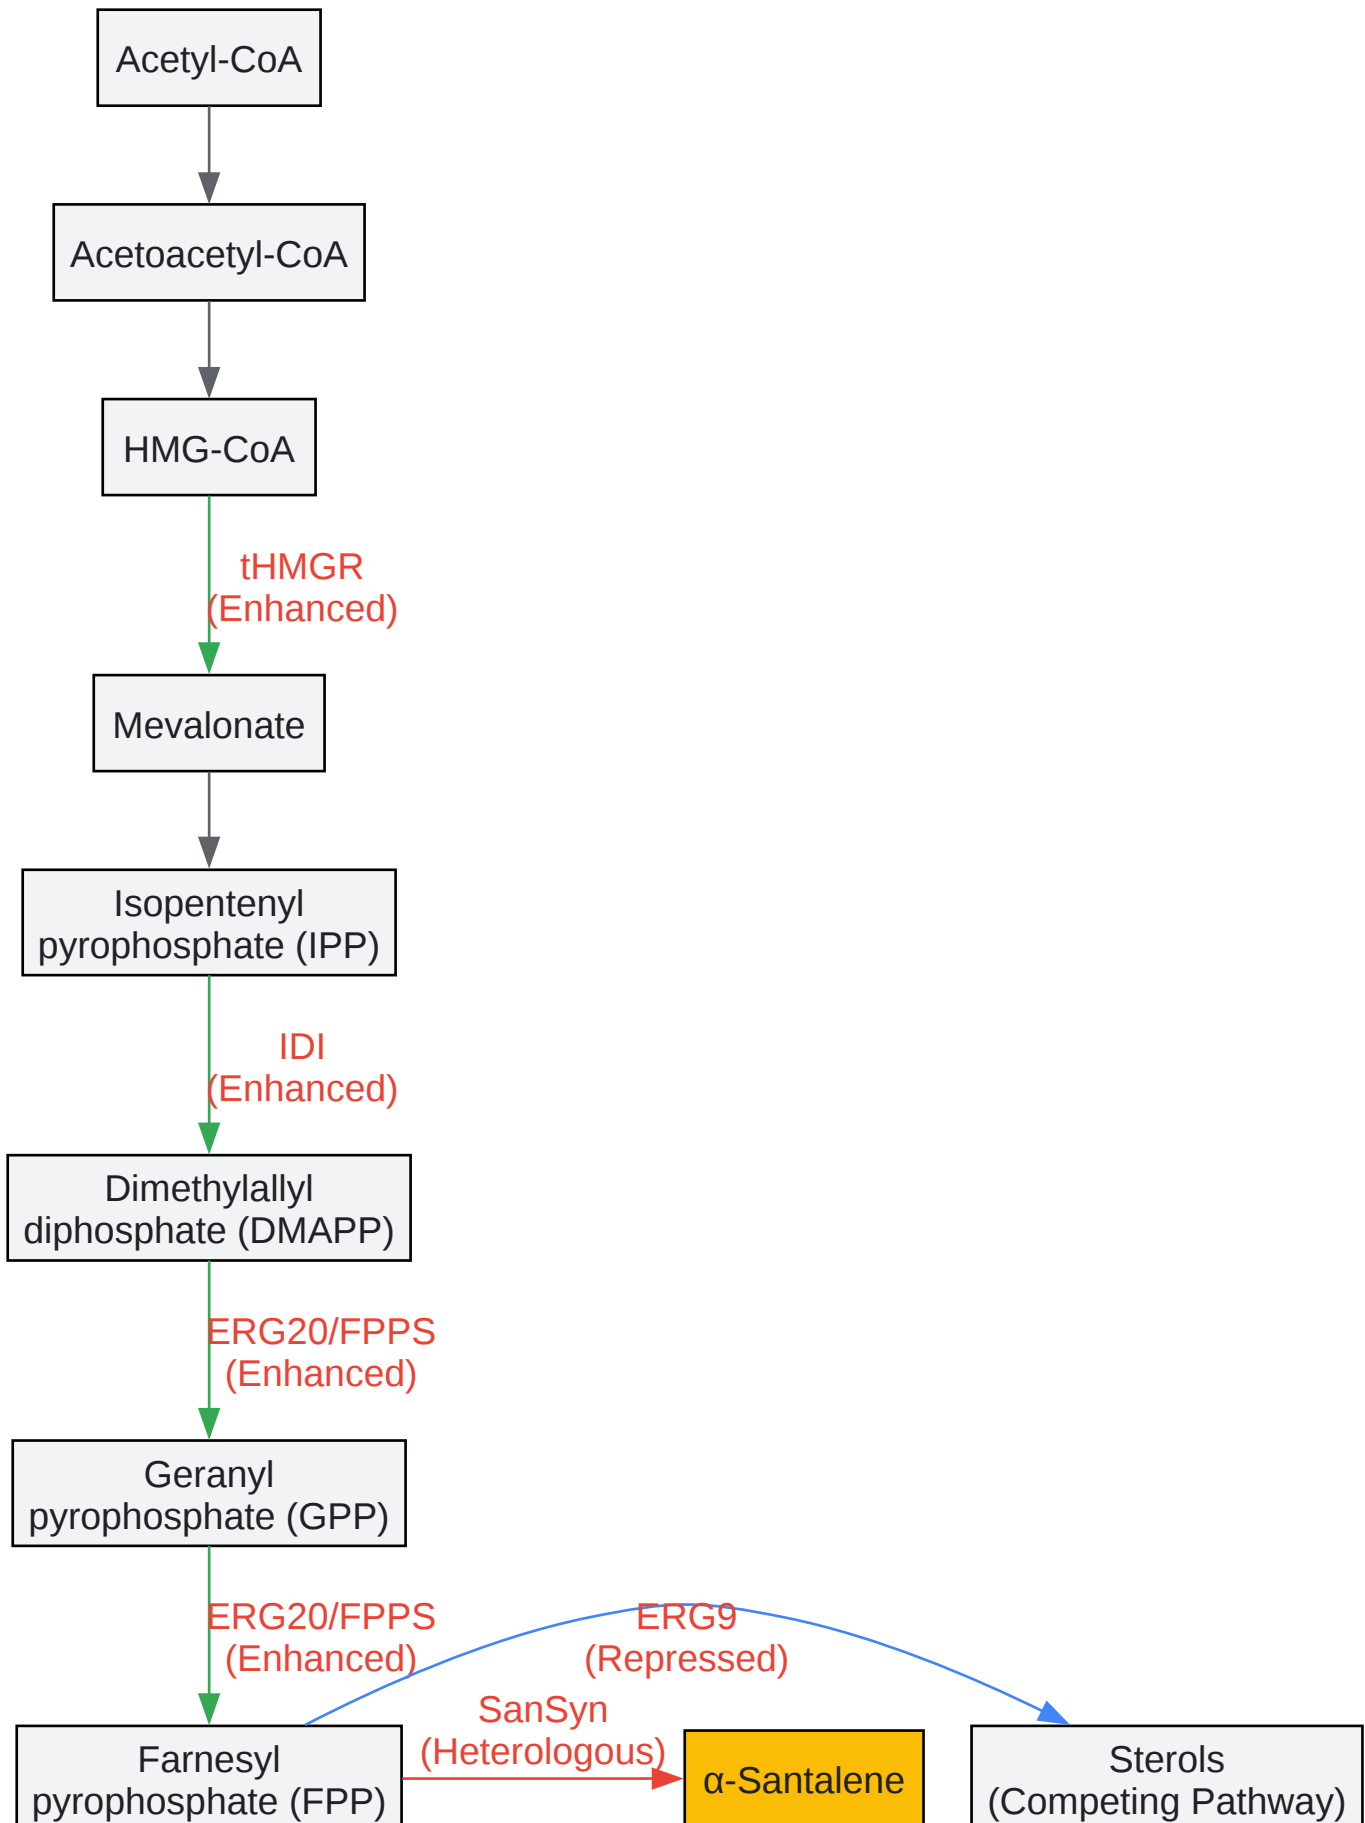 Acetyl-CoA
Acetoacetyl-CoA
HMG-CoA
tHMGR
(Enhanced)
Mevalonate
Isopentenyl
pyrophosphate (IPP)
IDI
(Enhanced)
Dimethylallyl
diphosphate (DMAPP)
ERG20/FPPS
(Enhanced)
Geranyl
pyrophosphate (GPP)
ERG20/FPPS
(Enhanced)
ERG9
(Repressed)
SanSyn
(Heterologous)
Farnesyl
pyrophosphate (FPP)
α-Santalene
Sterols
(Competing Pathway)